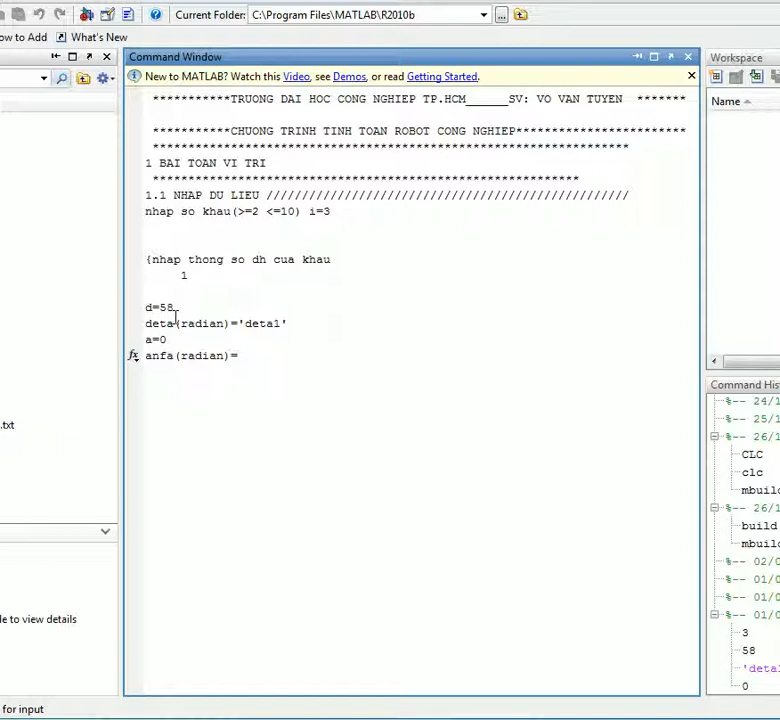 Current Folder: C:\Program Files\MATLAB\R2010b
ow to Add What's New
Command Window
New to MATLAB? Watch this Video, see Demos, or read Getting Started.
***********TRUONG DAI HOC CONG NGHIEP TP.HCM______SV: VO VAN TUYEN *******
***********CHUONG TRINH TINH TOAN ROBOT CONG NGHIEP************************
*******************************************************************
1 BAI TOAN VI TRI
************************************************************
1.1 NHAP DU LIEU ///////////////////////////////////////////////////
nhap so khau(>=2 <=10) i=3
{nhap thong so dh cua khau
1
d=58
deta(radian)='deta1'
a=0
fx anfa(radian)=
.txt
le to view details
for input
Workspace
Name
Command His
%-- 24/1
%-- 25/1
%-- 26/1
CLC
clc
mbuil
%-- 26/1
build
mbuil
%-- 02/0
%-- 01/0
%-- 01/0
%-- 01/0
3
58
'deta
0